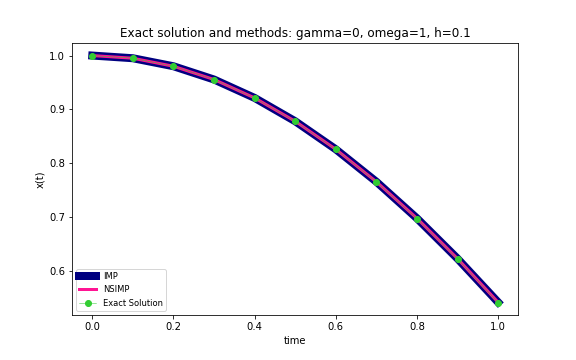 Exact solution and methods: gamma=0, omega=1, h=0.1
1.0
0.9
0.8
0.7
0.6
x(t)
IMP
NSIMP
Exact Solution
0.0 0.2 0.4 0.6 0.8 1.0
time